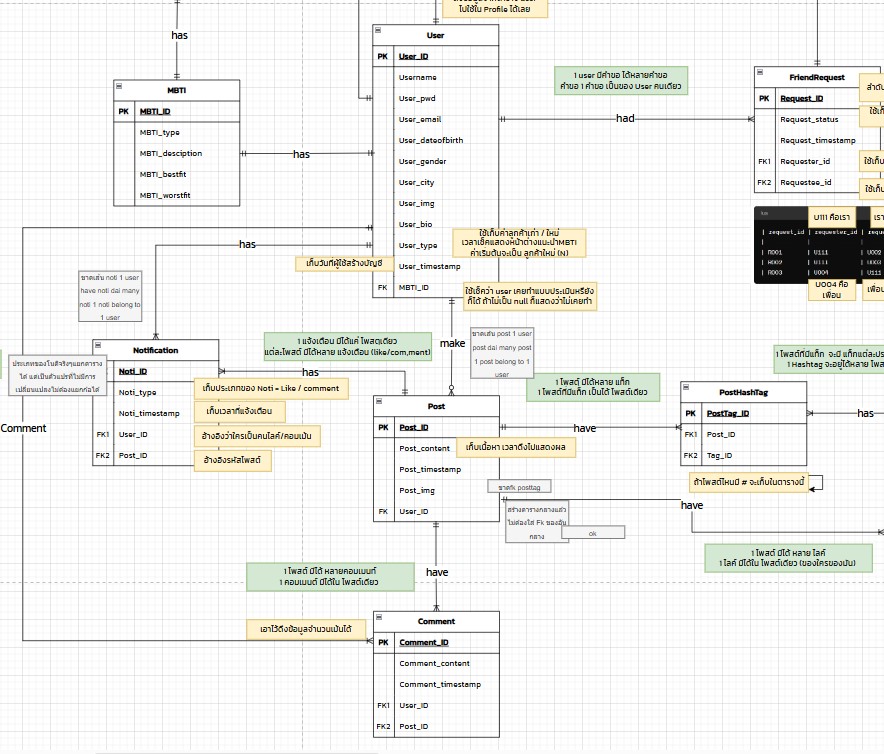 ไปใช้ใน Profile ได้เลย
has
User
PK User_ID
Username
User_pwd
User_email
User_dateofbirth
User_gender
User_city
User_img
User_bio
User_type
User_timestamp
FK MBTI_ID
MBTI
PK MBTI_ID
MBTI_type
MBTI_desciption
MBTI_bestfit
MBTI_worstfit
has
1 user มีคำขอ ได้หลายคำขอ
คำขอ 1 คำขอ เป็นของ User คนเดียว
had
FriendRequest
PK Request_ID
Request_status
Request_timestamp
FK1 Requester_id
FK2 Requestee_id
ลำดับ
ใช้เก็
ใช้เก็
ใช้เก็
U111 คือเรา
เรา
| request_id | requester_id | reque
| R001 | U111 | U002
| R002 | U111 | U003
| R003 | U004 | U111
U004 คือ
เพื่อน
เพื่อน
has
เก็บวันที่ผู้ใช้สร้างบัญชี
ใช้เก็บค่าลูกค้าเก่า / ใหม่
เวลาเช็คแสดงหน้าต่างแนะนำMBTI
ค่าเริ่มต้นจะเป็น ลูกค้าใหม่ (N)
ใช้เช็คว่า user เคยทำแบบประเมินหรือยัง
ก็ได้ ถ้าไม่เป็น null ก็แสดงว่าไม่เคยทำ
ขาดเส้น noti 1 user
have noti dai many
noti 1 noti belong to
1 user
1 แจ้งเตือน มีได้แค่ โพสตฺเดียว
แต่ละโพสต์ มีได้หลาย แจ้งเตือน (like/com,ment)
make
ขาดเส้น post 1 user
post dai many post
1 post belong to 1
user
ประเภทของโนติจริงๆแยกตาราง
ได้ แต่เป็นตัวแปรที่ไม่มีการ
เปลี่ยนแปลงไม่ต้องแยกก่อได้
Notification
Noti_ID
Noti_type
Noti_timestamp
FK1 User_ID
FK2 Post_ID
has
เก็บประเภทของ Noti = Like / comment
เก็บเวลาที่แจ้งเตือน
อ้างอิงว่าใครเป็นคนไลค์/คอมเม้น
อ้างอิงรหัสโพสต์
Comment
Post
PK Post_ID
Post_content
Post_timestamp
Post_img
FK User_ID
เก็บเนื้อหา เวลาดึงไปแสดงผล
1 โพสต์ มีได้หลาย แท็ก
1 โพสต์ที่มีแท็ก เป็นได้ โพสต์เดียว
have
1 โพสต์ที่มีแท็ก จะมี แท็กแต่ละประ
1 Hashtag จะอยู่ได้หลาย โพส
PostHashTag
PK PostTag_ID
FK1 Post_ID
FK2 Tag_ID
has
ถ้าโพสต์ไหนมี # จะเก็บในตารางนี้
ขาดfk posttag
สร้างตารางกลางแล้ว
ไม่ต้องใส่ Fk ของอัน
กลาง
ok
have
1 โพสต์ มีได้ หลาย ไลค์
1 ไลค์ มีได้ใน โพสต์เดียว (ของใครของมัน)
1 โพสต์ มีได้ หลายคอมเมนท์
1 คอมเมนต์ มีได้ใน โพสต์เดียว
have
เอาไว้ดึงข้อมูลจำนวนเม้นได้
Comment
PK Comment_ID
Comment_content
Comment_timestamp
FK1 User_ID
FK2 Post_ID